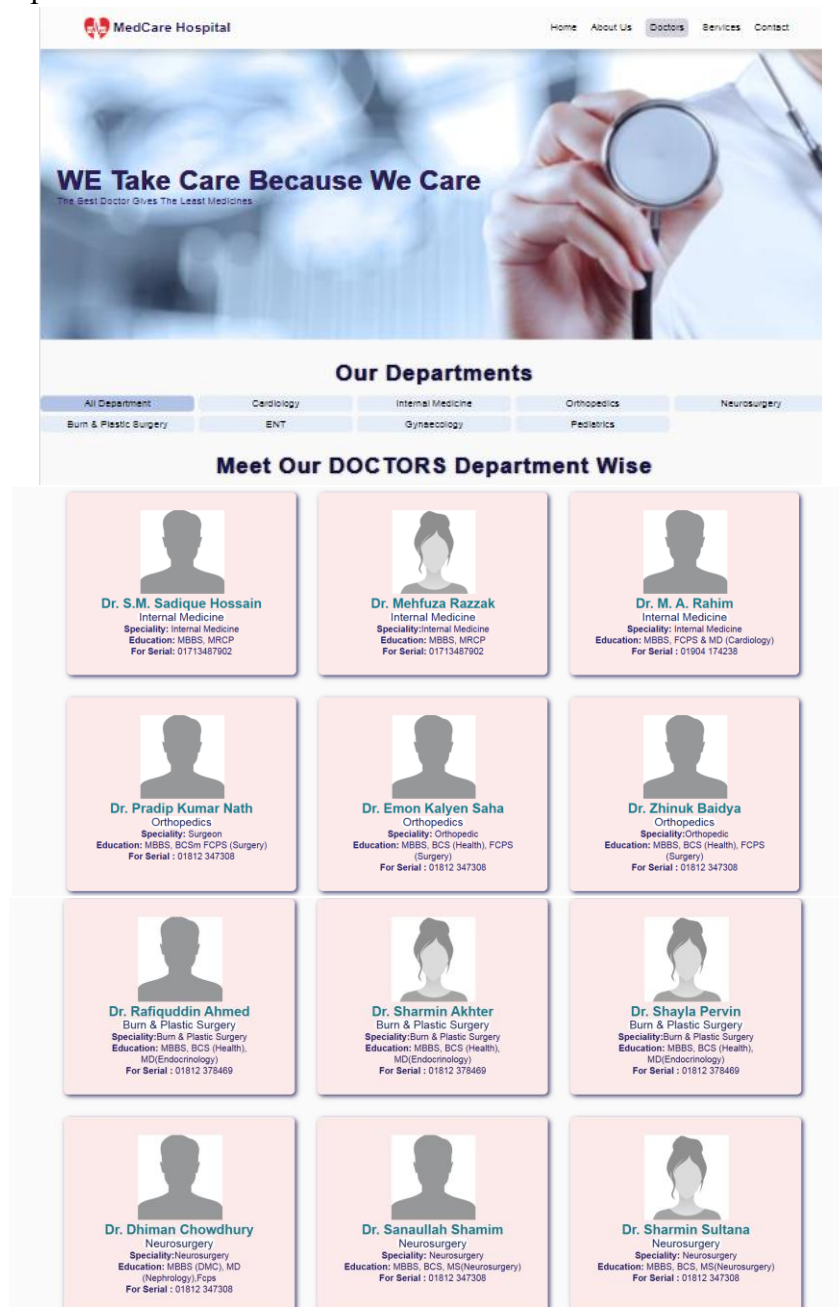 MedCare Hospital
Home About Us Doctors Services Contact
WE Take Care Because We Care
The Best Doctor Gives The Least Medicines
Our Departments
All Department Cardiology Internal Medicine Orthopedics Neurosurgery
Burn & Plastic Surgery ENT Gynaecology Pediatrics
Meet Our DOCTORS Department Wise
Dr. S.M. Sadique Hossain
Internal Medicine
Speciality: Internal Medicine
Education: MBBS, MRCP
For Serial: 01713487902
Dr. Mehfuza Razzak
Internal Medicine
Speciality:Internal Medicine
Education: MBBS, MRCP
For Serial: 01713487902
Dr. M. A. Rahim
Internal Medicine
Speciality: Internal Medicine
Education: MBBS, FCPS & MD (Cardiology)
For Serial : 01904 174238
Dr. Pradip Kumar Nath
Orthopedics
Speciality: Surgeon
Education: MBBS, BCSm FCPS (Surgery)
For Serial : 01812 347308
Dr. Emon Kalyen Saha
Orthopedics
Speciality: Orthopedic
Education: MBBS, BCS (Health), FCPS
(Surgery)
For Serial : 01812 347308
Dr. Zhinuk Baidya
Orthopedics
Speciality:Orthopedic
Education: MBBS, BCS (Health), FCPS
(Surgery)
For Serial : 01812 347308
Dr. Rafiquddin Ahmed
Burn & Plastic Surgery
Speciality:Burn & Plastic Surgery
Education: MBBS, BCS (Health),
MD(Endocrinology)
For Serial : 01812 378469
Dr. Sharmin Akhter
Burn & Plastic Surgery
Speciality:Burn & Plastic Surgery
Education: MBBS, BCS (Health),
MD(Endocrinology)
For Serial : 01812 378469
Dr. Shayla Pervin
Burn & Plastic Surgery
Speciality:Burn & Plastic Surgery
Education: MBBS, BCS (Health),
MD(Endocrinology)
For Serial : 01812 378469
Dr. Dhiman Chowdhury
Neurosurgery
Speciality:Neurosurgery
Education: MBBS (DMC), MD
(Nephrology),Fcps
For Serial : 01812 347308
Dr. Sanaullah Shamim
Neurosurgery
Speciality: Neurosurgery
Education: MBBS, BCS, MS(Neurosurgery)
For Serial : 01812 347308
Dr. Sharmin Sultana
Neurosurgery
Speciality: Neurosurgery
Education: MBBS, BCS, MS(Neurosurgery)
For Serial : 01812 347308